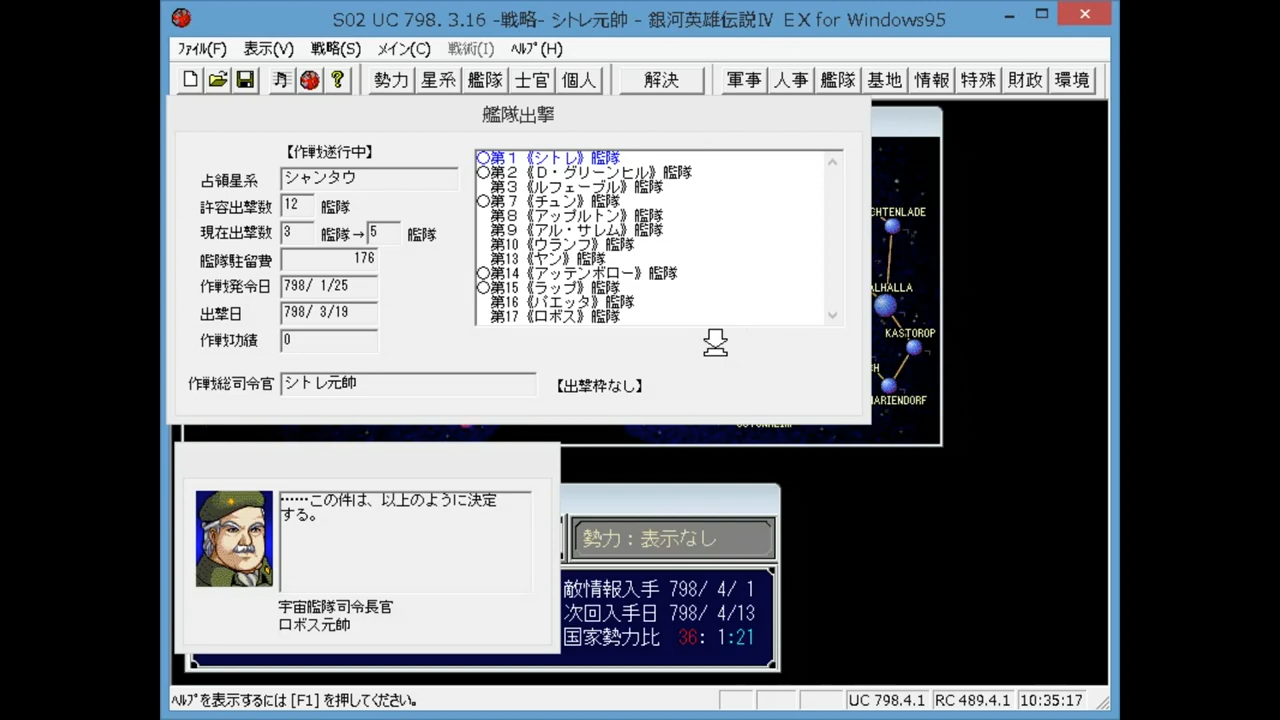 S02 UC 798. 3.16 -戦略- シトレ元帥 - 銀河英雄伝説Ⅳ EX for Windows95
ﾌｧｲﾙ(F) 表示(V) 戦略(S) メイン(C) 戦術(I) ﾍﾙﾌﾟ(H)
勢力 星系 艦隊 士官 個人 解決 軍事 人事 艦隊 基地 情報 特殊 財政 環境
艦隊出撃
【作戦遂行中】
占領星系 シャンタウ
許容出撃数 12 艦隊
現在出撃数 3 艦隊→5 艦隊
艦隊駐留費 176
作戦発令日 798/ 1/25
出撃日 798/ 3/19
作戦功績 0
作戦総司令官 シトレ元帥 【出撃枠なし】
○第１《シトレ》艦隊
○第２《Ｄ・グリーンヒル》艦隊
第３《ルフェーブル》艦隊
○第７《チュン》艦隊
第８《アップルトン》艦隊
第９《アル・サレム》艦隊
第10《ウランフ》艦隊
第13《ヤン》艦隊
○第14《アッテンボロー》艦隊
○第15《ラップ》艦隊
第16《パエッタ》艦隊
第17《ロボス》艦隊
CHTENLADE
ALHALLA
KASTOROP
CH
MARIENDORF
……この件は、以上のように決定
する。
宇宙艦隊司令長官
ロボス元帥
勢力：表示なし
敵情報入手 798/ 4/ 1
次回入手日 798/ 4/13
国家勢力比 36: 1:21
ﾍﾙﾌﾟを表示するには [F1] を押してください。
UC 798.4.1 RC 489.4.1 10:35:17